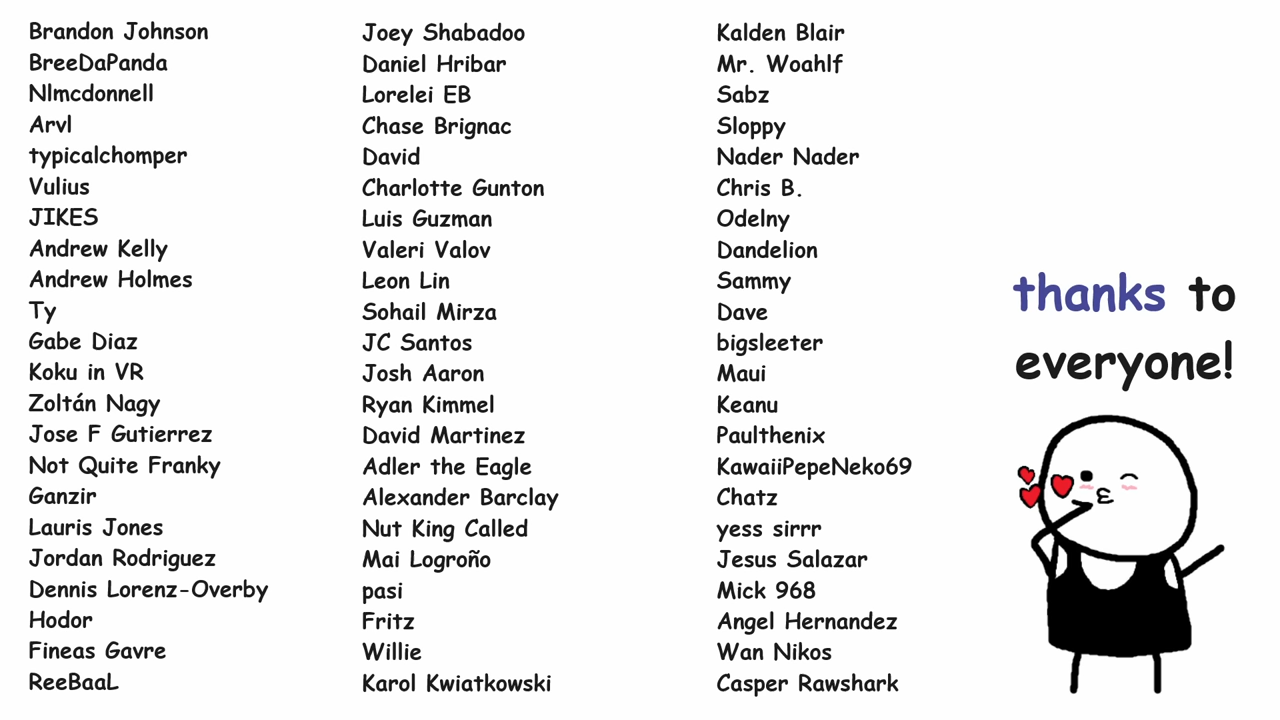 Brandon Johnson
BreeDaPanda
Nlmcdonnell
Arvl
typicalchomper
Vulius
JIKES
Andrew Kelly
Andrew Holmes
Ty
Gabe Diaz
Koku in VR
Zoltán Nagy
Jose F Gutierrez
Not Quite Franky
Ganzir
Lauris Jones
Jordan Rodriguez
Dennis Lorenz-Overby
Hodor
Fineas Gavre
ReeBaaL
Joey Shabadoo
Daniel Hribar
Lorelei EB
Chase Brignac
David
Charlotte Gunton
Luis Guzman
Valeri Valov
Leon Lin
Sohail Mirza
JC Santos
Josh Aaron
Ryan Kimmel
David Martinez
Adler the Eagle
Alexander Barclay
Nut King Called
Mai Logroño
pasi
Fritz
Willie
Karol Kwiatkowski
Kalden Blair
Mr. Woahlf
Sabz
Sloppy
Nader Nader
Chris B.
Odelny
Dandelion
Sammy
Dave
bigsleeter
Maui
Keanu
Paulthenix
KawaiiPepeNeko69
Chatz
yess sirrr
Jesus Salazar
Mick 968
Angel Hernandez
Wan Nikos
Casper Rawshark
thanks to
everyone!